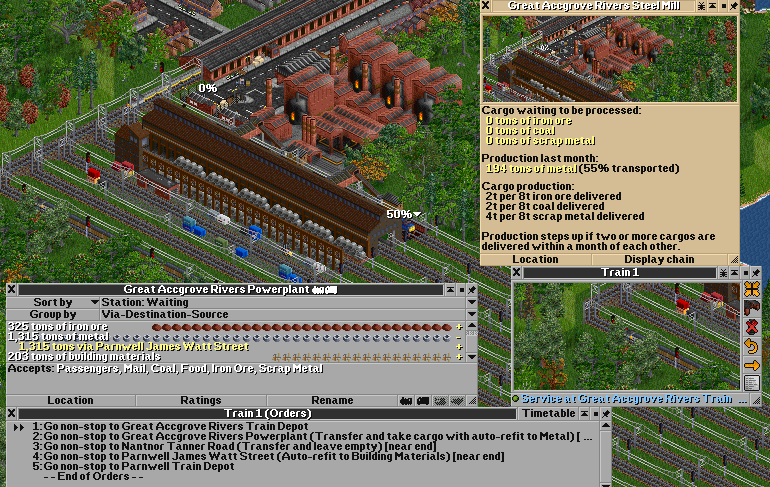 Great Accgrove Rivers Steel Mill
0%
50%
Cargo waiting to be processed:
0 tons of iron ore
0 tons of coal
0 tons of scrap metal
Production last month:
194 tons of metal (55% transported)
Cargo production:
2t per 8t iron ore delivered
2t per 8t coal delivered
4t per 8t scrap metal delivered
Production steps up if two or more cargos are
delivered within a month of each other.
Location Display chain
Great Accgrove Rivers Powerplant
Sort by Station: Waiting
Group by Via-Destination-Source
325 tons of iron ore
1,315 tons of metal
1,315 tons via Parnwell James Watt Street
203 tons of building materials
Accepts: Passengers, Mail, Coal, Food, Iron Ore, Scrap Metal
Location Ratings Rename
Train 1
Service at Great Accgrove Rivers Train ...
Train 1 (Orders) Timetable
1: Go non-stop to Great Accgrove Rivers Train Depot
2: Go non-stop to Great Accgrove Rivers Powerplant (Transfer and take cargo with auto-refit to Metal) [ ...
3: Go non-stop to Nantnor Tanner Road (Transfer and leave empty) [near end]
4: Go non-stop to Parnwell James Watt Street (Auto-refit to Building Materials) [near end]
5: Go non-stop to Parnwell Train Depot
- - End of Orders - -